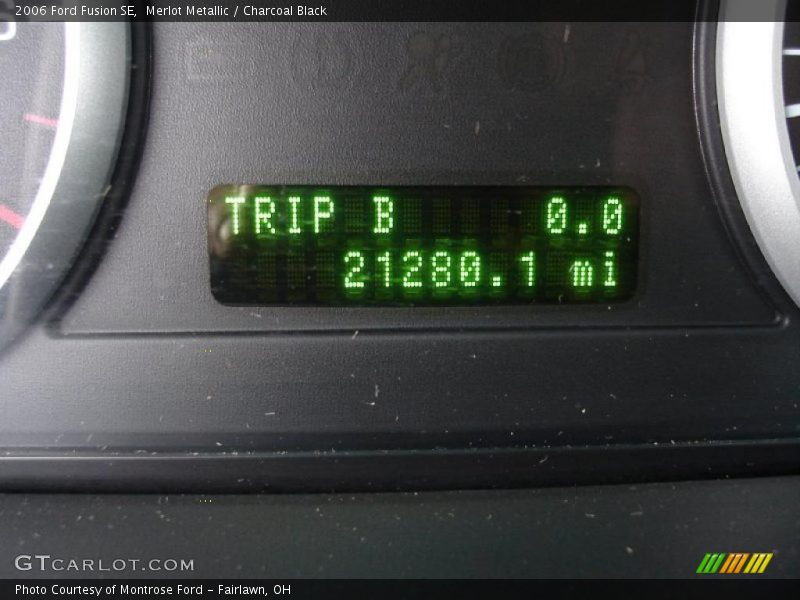 2006 Ford Fusion SE, Merlot Metallic / Charcoal Black
TRIP B 0.0
21280.1 mi
GTCARLOT.COM
Photo Courtesy of Montrose Ford - Fairlawn, OH